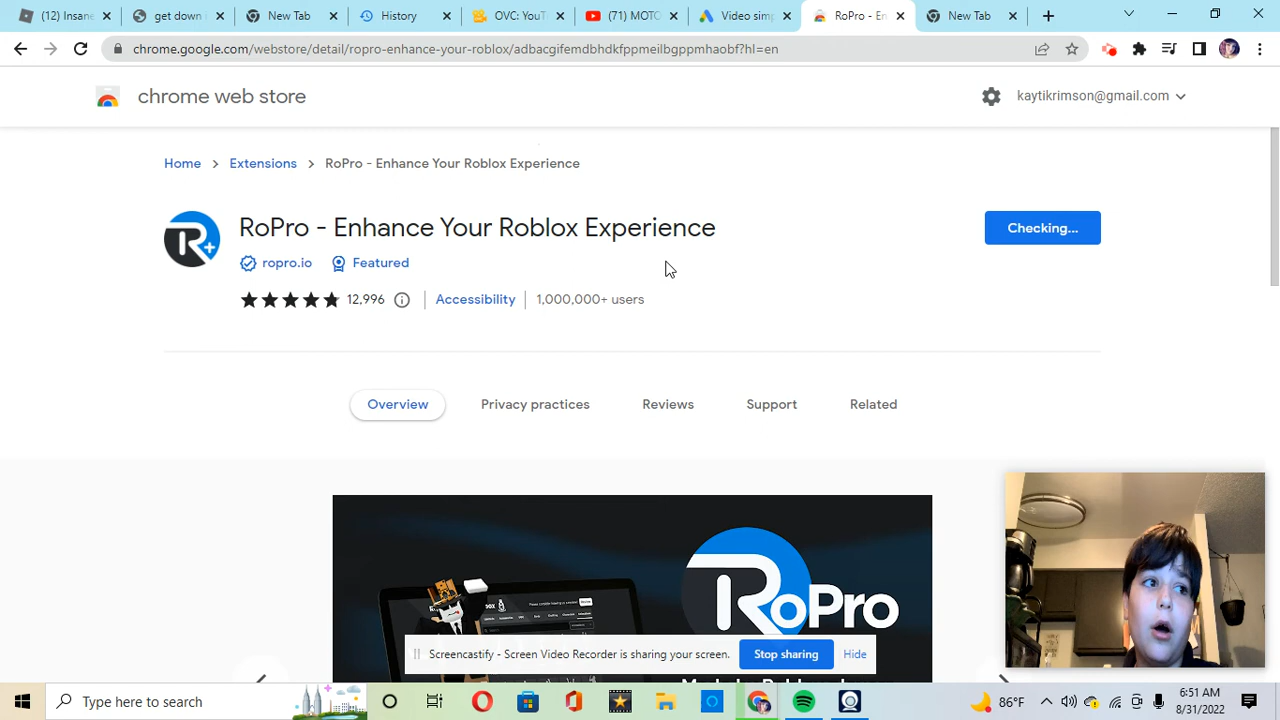 (12) Insane
get down
New Tab
History
OVC: YouT
(71) MOTO
Video simp
RoPro - En
New Tab
chrome.google.com/webstore/detail/ropro-enhance-your-roblox/adbacgifemdbhdkfppmeilbgppmhaobf?hl=en
chrome web store
kaytikrimson@gmail.com
Home > Extensions > RoPro - Enhance Your Roblox Experience
RoPro - Enhance Your Roblox Experience
Checking...
ropro.io Featured
12,996 Accessibility 1,000,000+ users
Overview Privacy practices Reviews Support Related
RoPro
Screencastify - Screen Video Recorder is sharing your screen. Stop sharing Hide
Type here to search
86°F
6:51 AM
8/31/2022